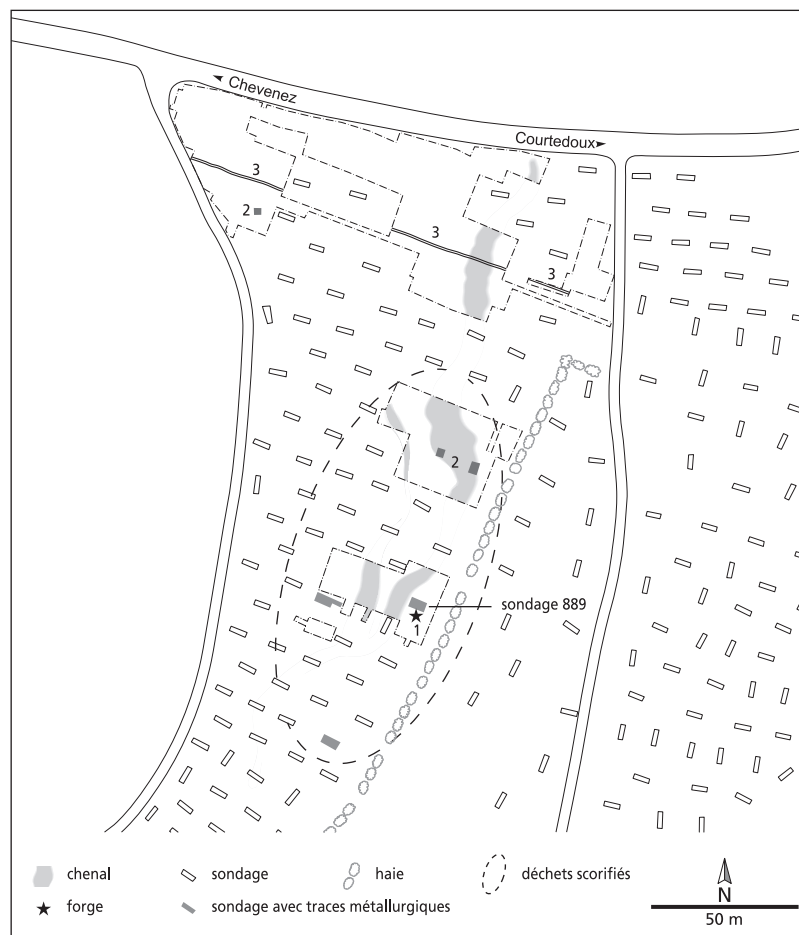 Chevenez
Courtedoux
3
2
3
3
2
sondage 889
1
chenal
sondage
haie
déchets scorifiés
forge
sondage avec traces métallurgiques
N
50 m